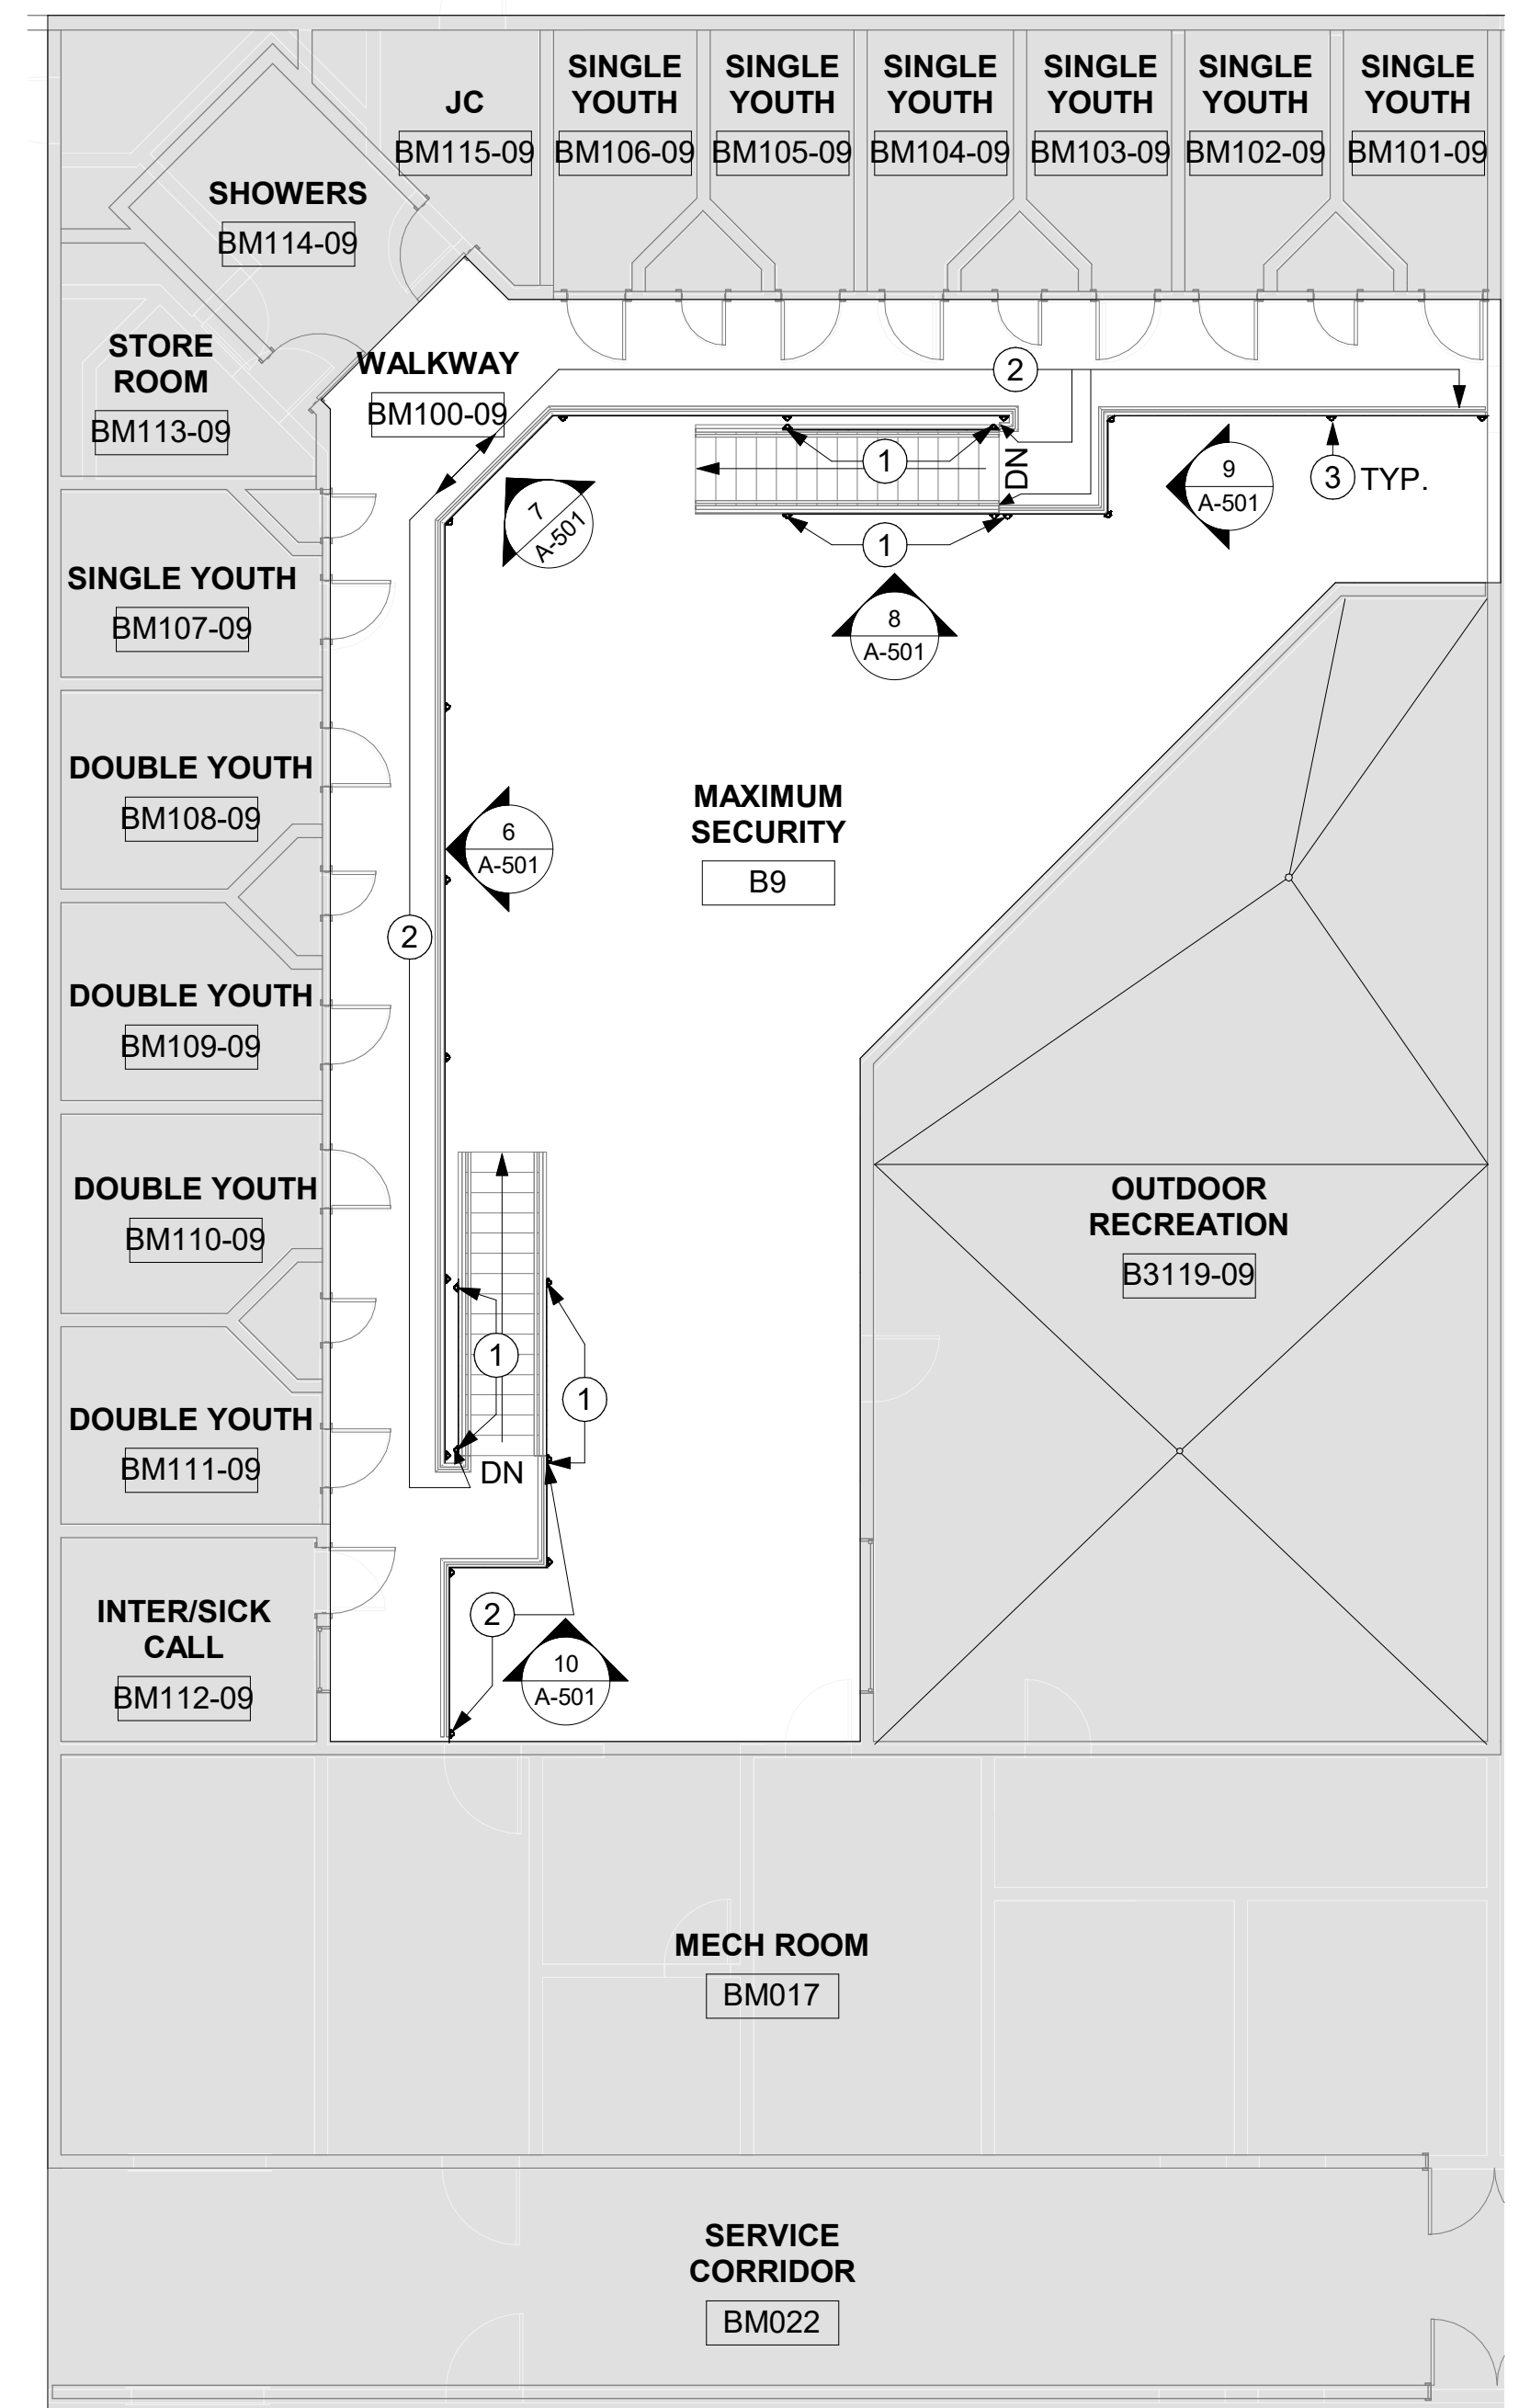 JC
BM115-09
SINGLE
YOUTH
BM106-09
SINGLE
YOUTH
BM105-09
SINGLE
YOUTH
BM104-09
SINGLE
YOUTH
BM103-09
SINGLE
YOUTH
BM102-09
SINGLE
YOUTH
BM101-09
SHOWERS
BM114-09
STORE
ROOM
BM113-09
WALKWAY
BM100-09
2
1
DN
1
3 TYP.
9
A-501
7
A-501
8
A-501
SINGLE YOUTH
BM107-09
DOUBLE YOUTH
BM108-09
6
A-501
MAXIMUM
SECURITY
B9
2
DOUBLE YOUTH
BM109-09
DOUBLE YOUTH
BM110-09
OUTDOOR
RECREATION
B3119-09
1
1
DOUBLE YOUTH
BM111-09
DN
INTER/SICK
CALL
BM112-09
2
10
A-501
MECH ROOM
BM017
SERVICE
CORRIDOR
BM022